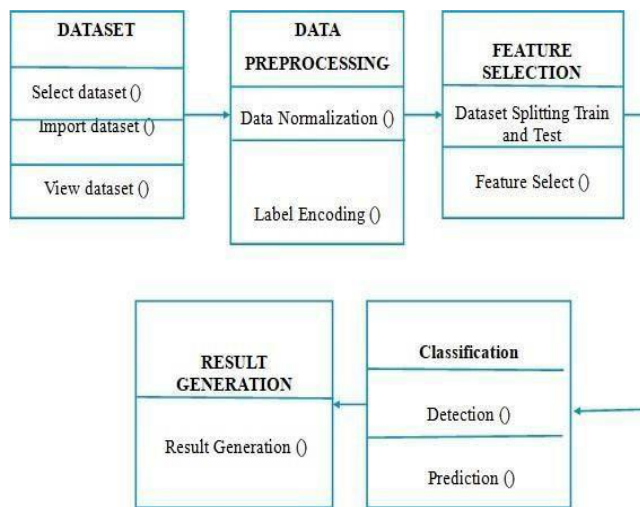 DATASET
Select dataset ()
Import dataset ()
View dataset ()
DATA
PREPROCESSING
Data Normalization ()
Label Encoding ()
FEATURE
SELECTION
Dataset Splitting Train
and Test
Feature Select ()
RESULT
GENERATION
Result Generation ()
Classification
Detection ()
Prediction ()